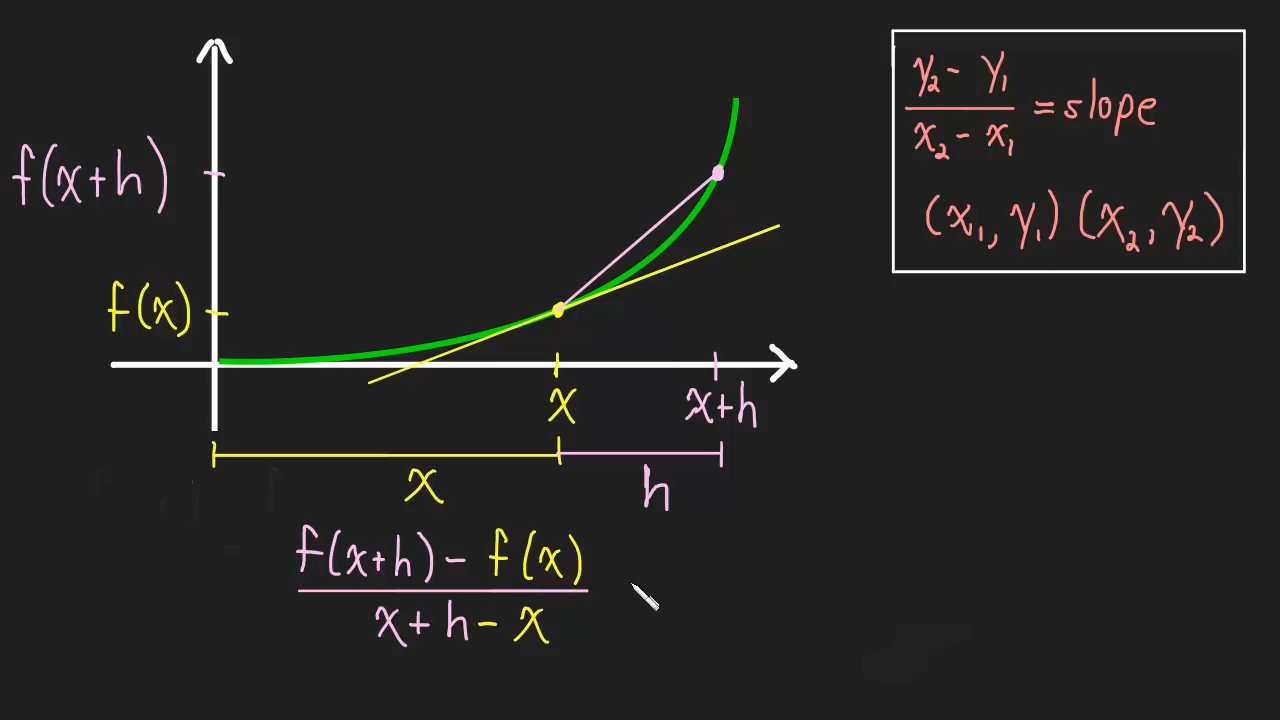 y₂ - y₁
x₂ - x₁
= slope
(x₁, y₁) (x₂, y₂)
f(x+h)
f(x)
x
x+h
x
h
f(x+h) - f(x)
x + h - x